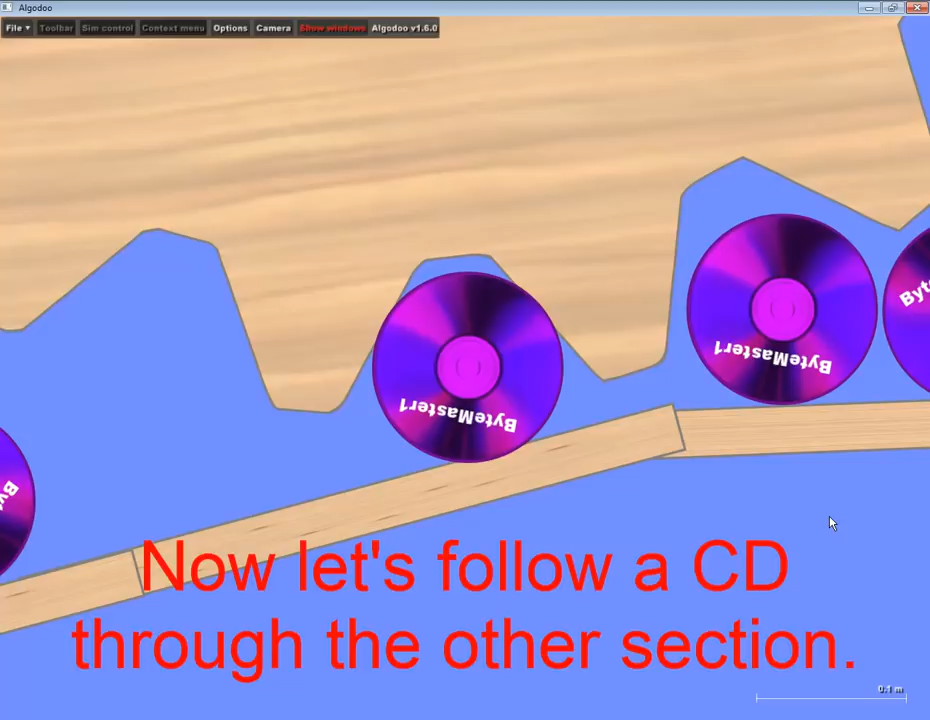 Algodoo
File Toolbar Sim control Context menu Options Camera Show windows Algodoo v1.6.0
ByteMaster1
Byt
ByteMaster1
By
Now let's follow a CD
through the other section.
0.1 m